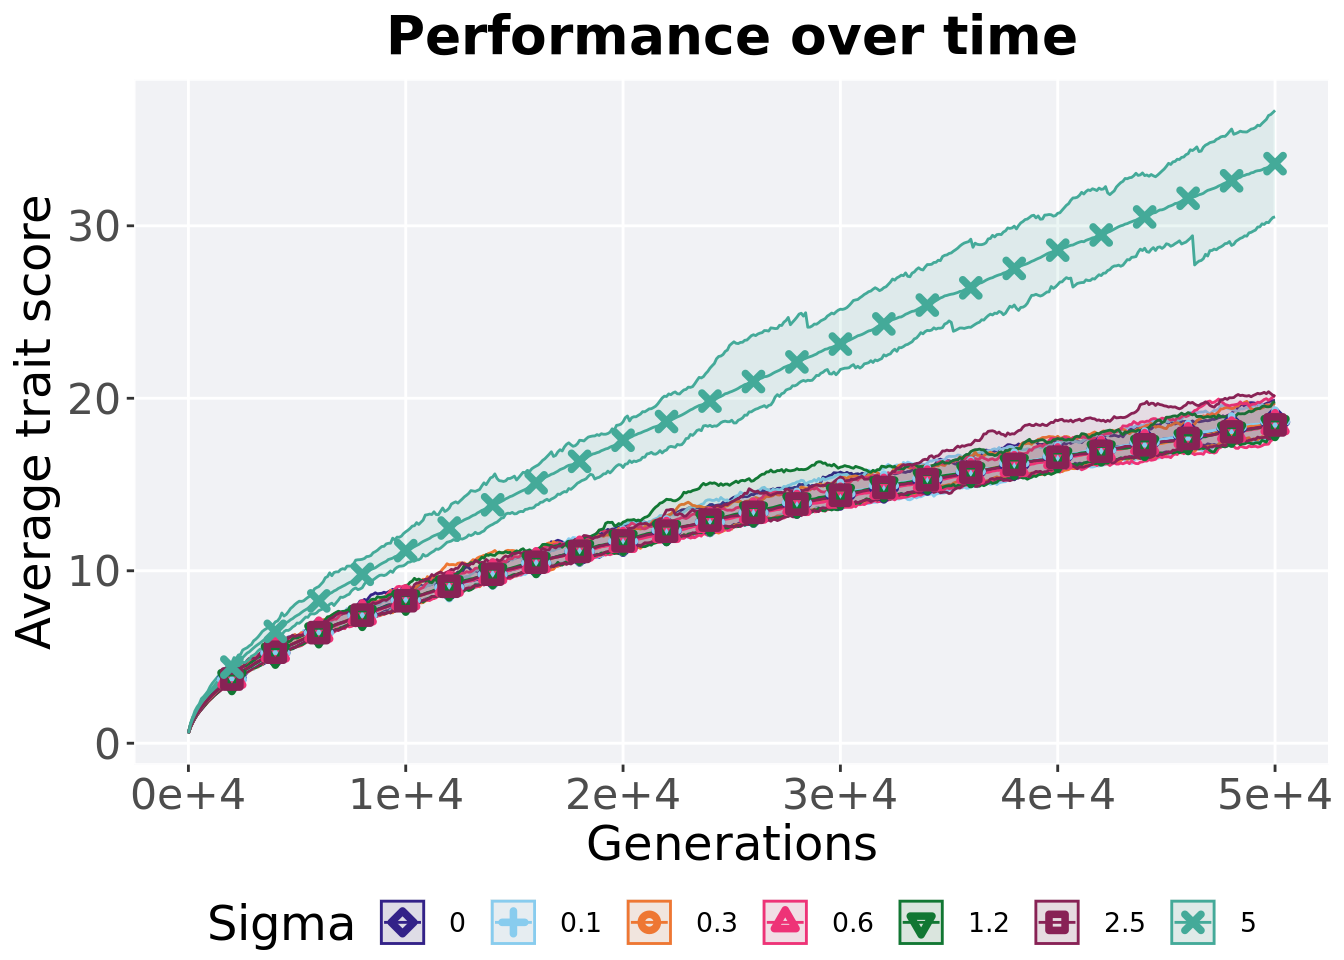 Performance over time
Average trait score
30
20
10
0
0e+4 1e+4 2e+4 3e+4 4e+4 5e+4
Generations
Sigma 0 0.1 0.3 0.6 1.2 2.5 5